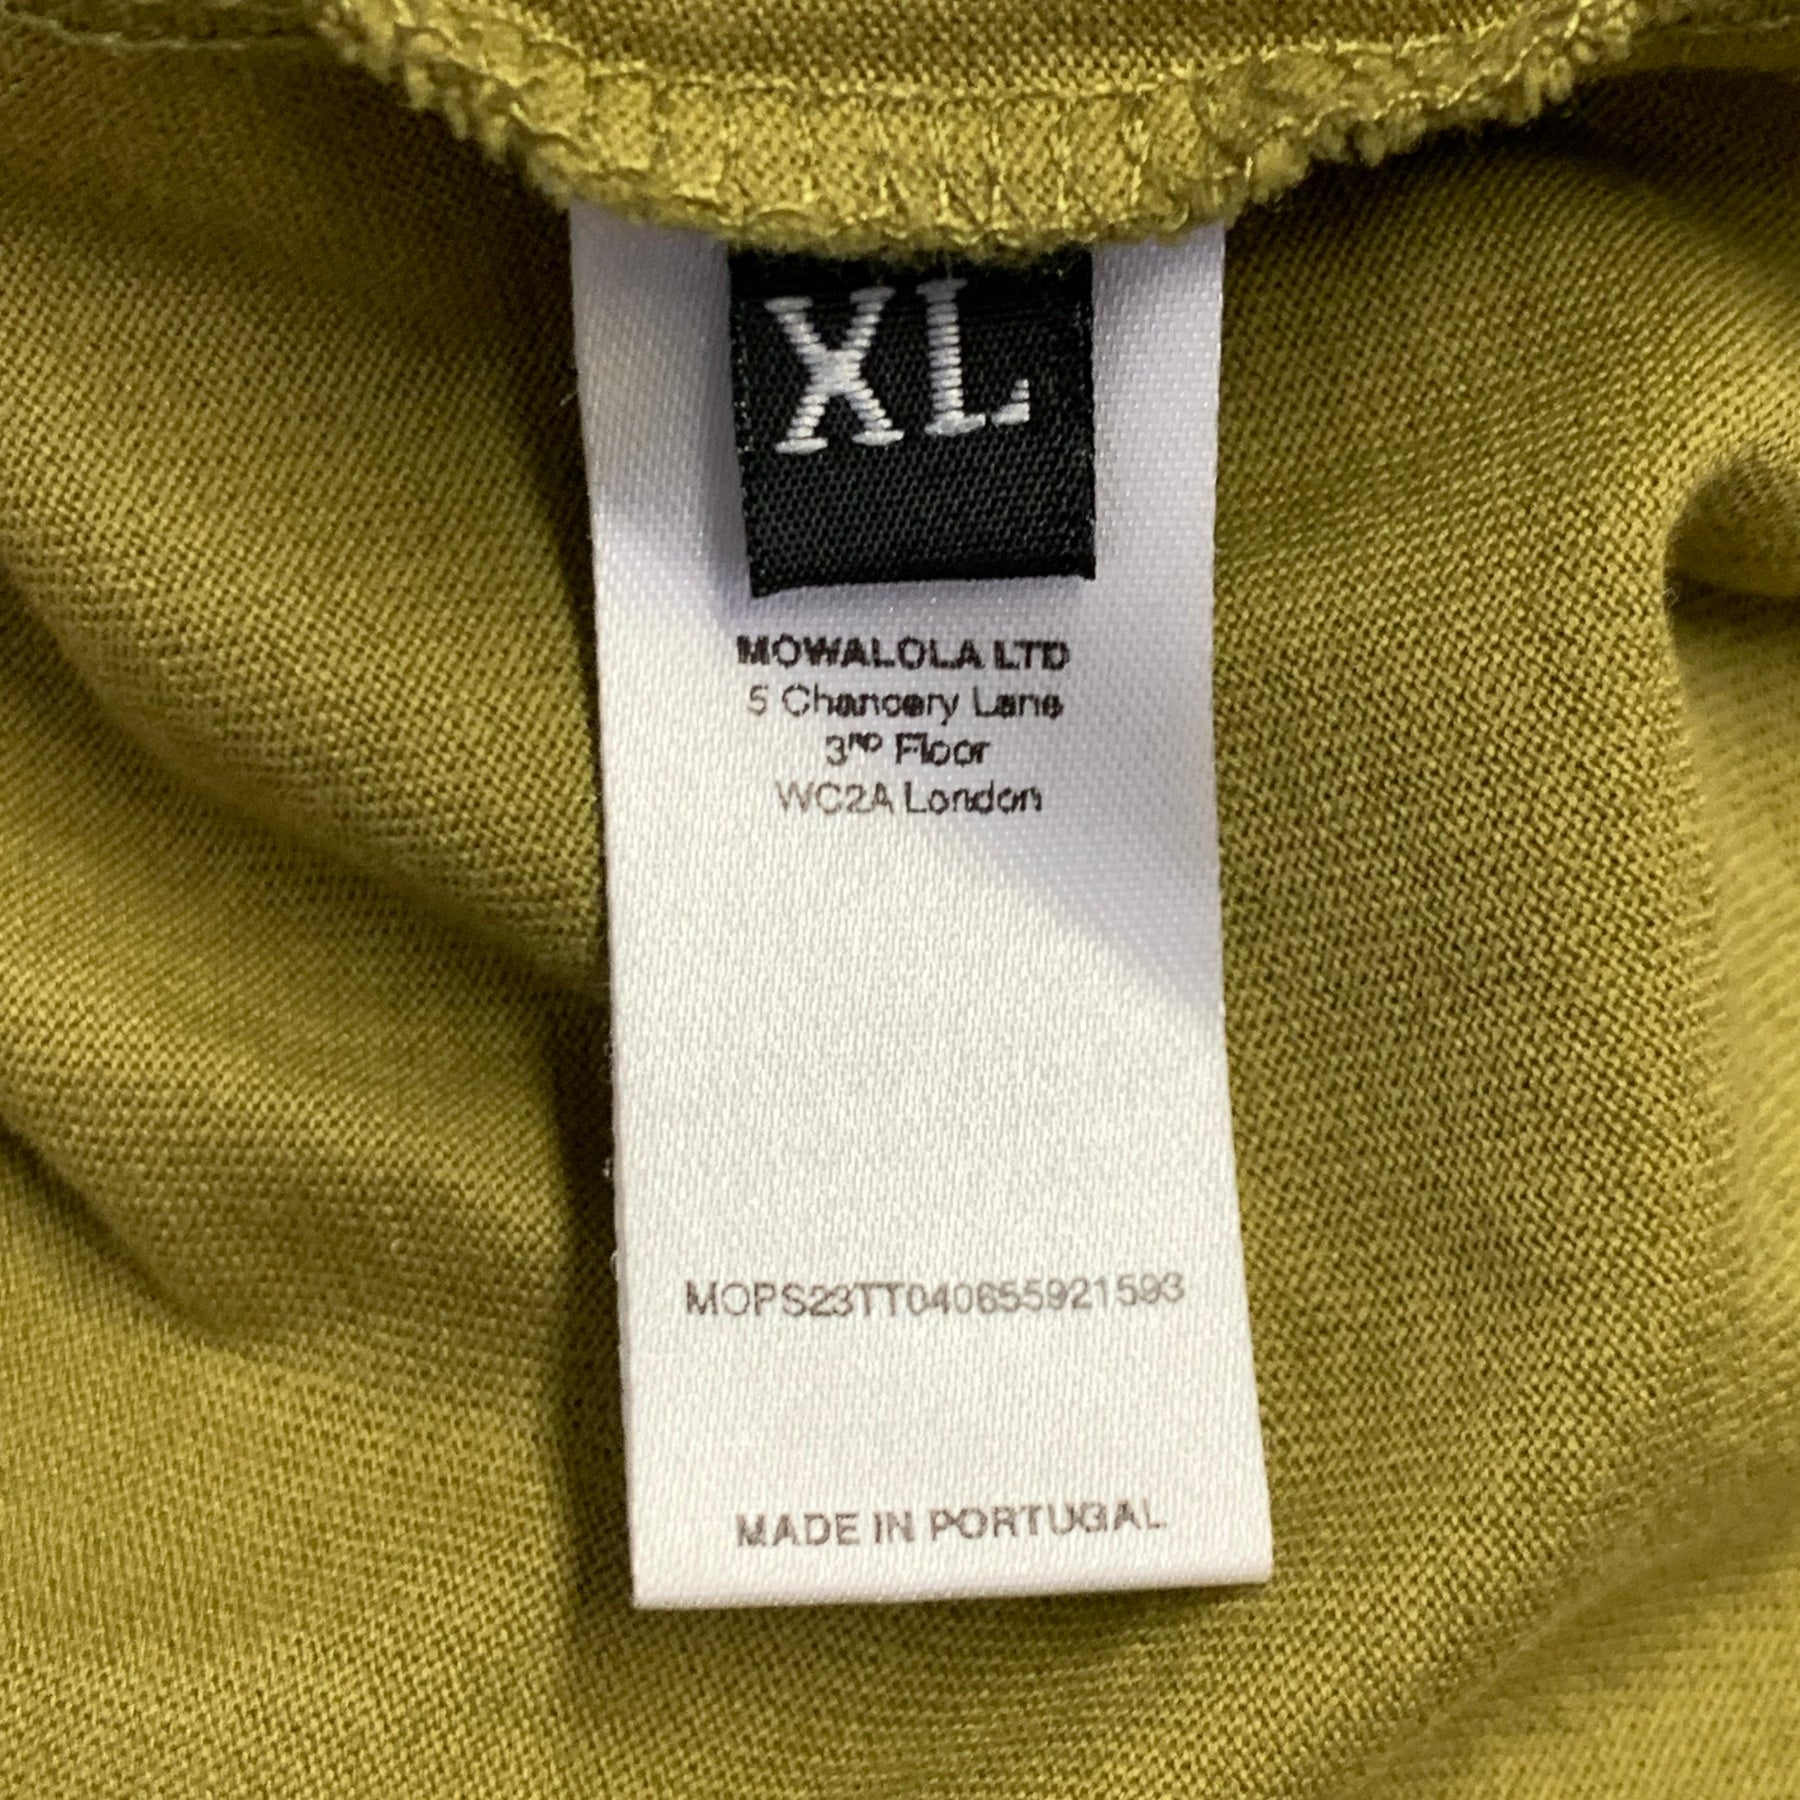 XL
MOWALOLA LTD
5 Chancery Lane
3RD Floor
WC2A London
MOPS23TT040655921593
MADE IN PORTUGAL